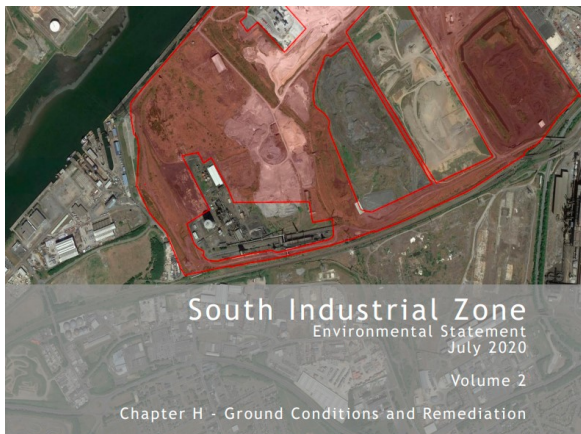 South Industrial Zone
Environmental Statement
July 2020
Volume 2
Chapter H - Ground Conditions and Remediation